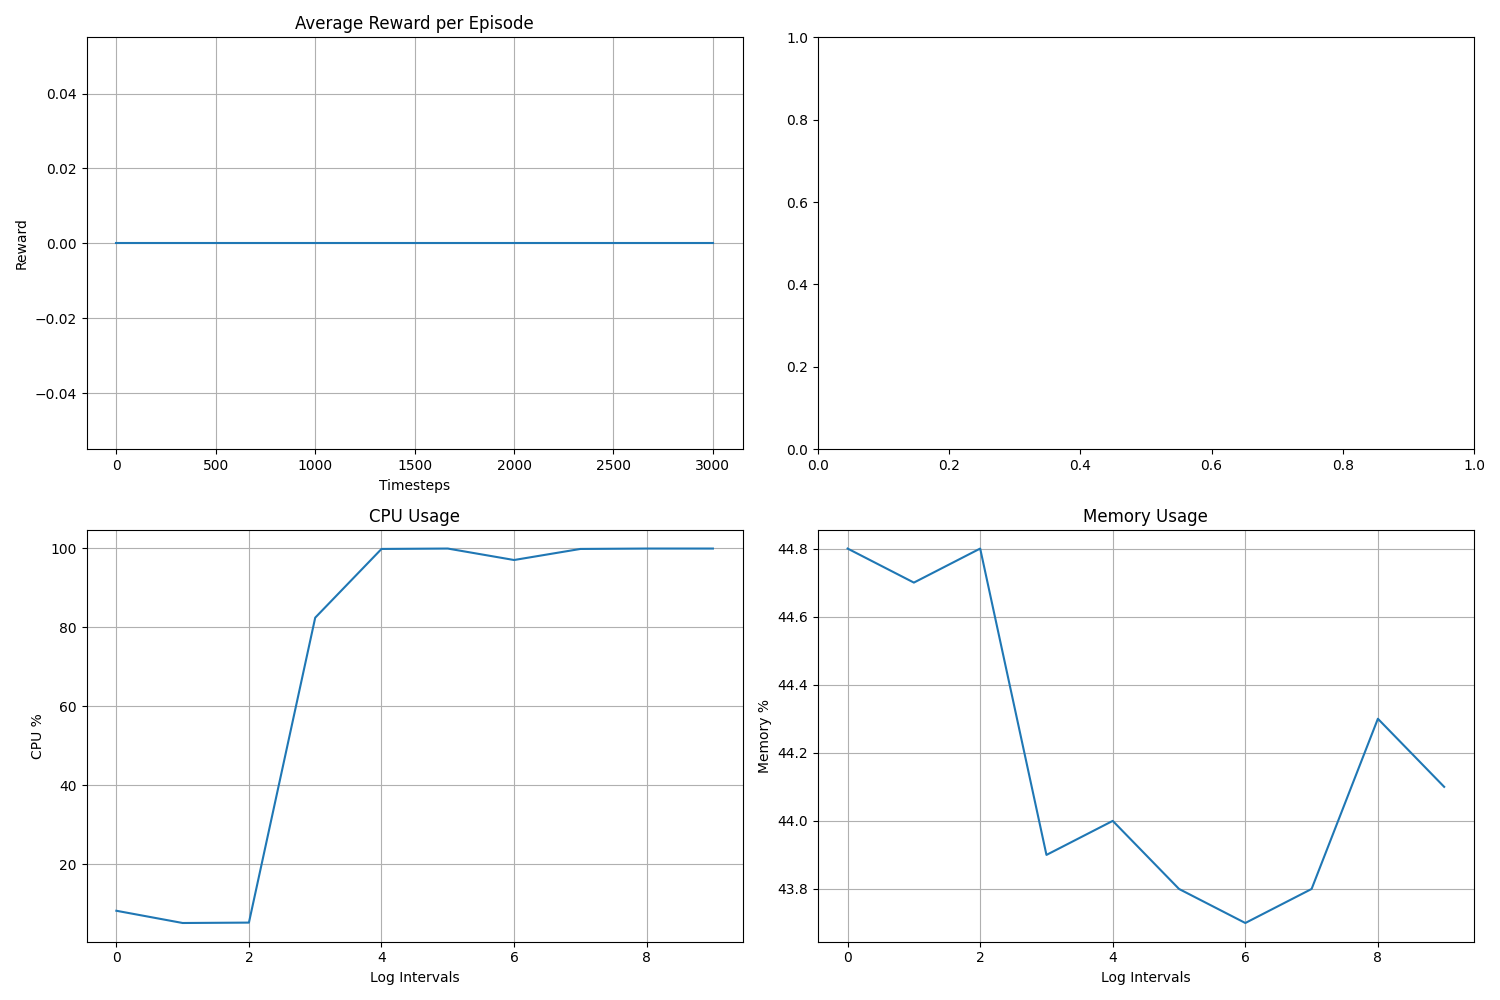 Average Reward per Episode
Reward
0.04
0.02
0.00
−0.02
−0.04
0 500 1000 1500 2000 2500 3000
Timesteps
1.0
0.8
0.6
0.4
0.2
0.0
0.0 0.2 0.4 0.6 0.8 1.0
CPU Usage
CPU %
100
80
60
40
20
0 2 4 6 8
Log Intervals
Memory Usage
Memory %
44.8
44.6
44.4
44.2
44.0
43.8
0 2 4 6 8
Log Intervals